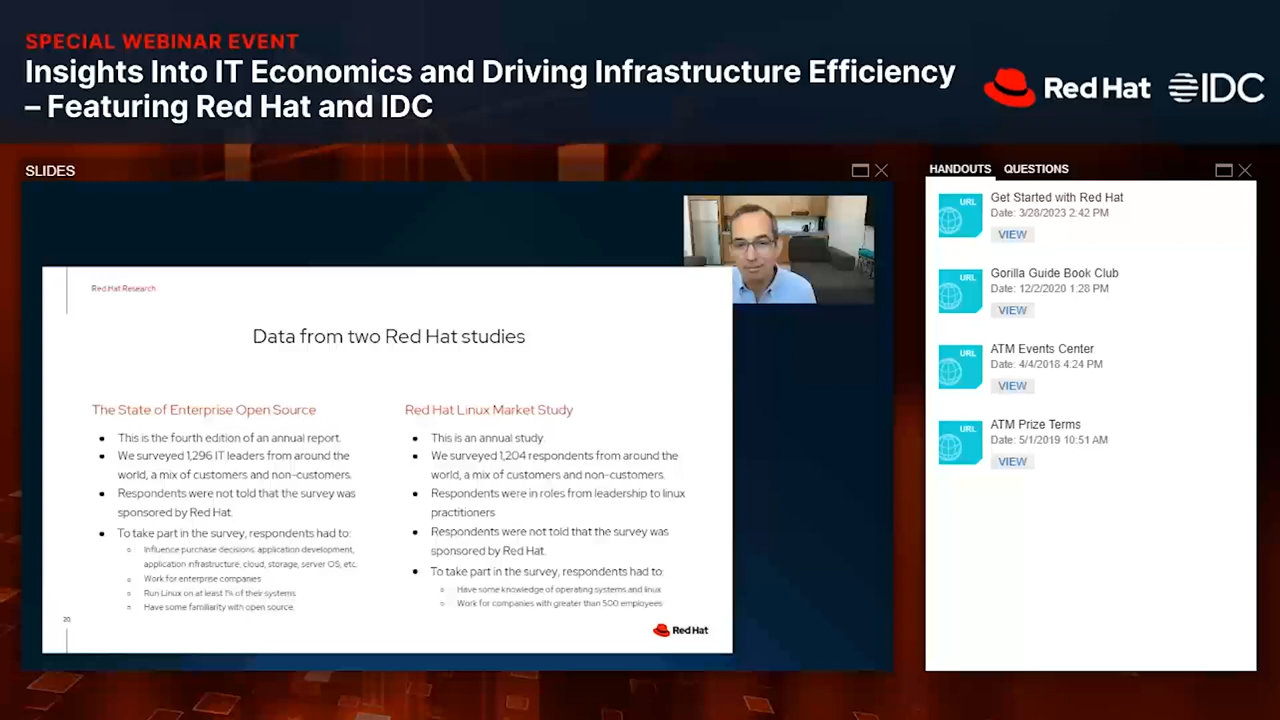 SPECIAL WEBINAR EVENT
Insights Into IT Economics and Driving Infrastructure Efficiency
– Featuring Red Hat and IDC
Red Hat
IDC
SLIDES
Red Hat Research
Data from two Red Hat studies
The State of Enterprise Open Source
This is the fourth edition of an annual report.
We surveyed 1,296 IT leaders from around the
world, a mix of customers and non-customers.
Respondents were not told that the survey was
sponsored by Red Hat.
To take part in the survey, respondents had to:
Influence purchase decisions, application development,
application infrastructure, cloud, storage, server OS, etc.
Work for enterprise companies
Run Linux on at least 1% of their systems
Have some familiarity with open source.
Red Hat Linux Market Study
This is an annual study.
We surveyed 1,204 respondents from around the
world, a mix of customers and non-customers.
Respondents were in roles from leadership to linux
practitioners
Respondents were not told that the survey was
sponsored by Red Hat.
To take part in the survey, respondents had to:
Have some knowledge of operating systems and linux
Work for companies with greater than 500 employees
20
Red Hat
HANDOUTS QUESTIONS
URL
Get Started with Red Hat
Date: 3/28/2023 2:42 PM
VIEW
URL
Gorilla Guide Book Club
Date: 12/2/2020 1:28 PM
VIEW
URL
ATM Events Center
Date: 4/4/2018 4:24 PM
VIEW
URL
ATM Prize Terms
Date: 5/1/2019 10:51 AM
VIEW